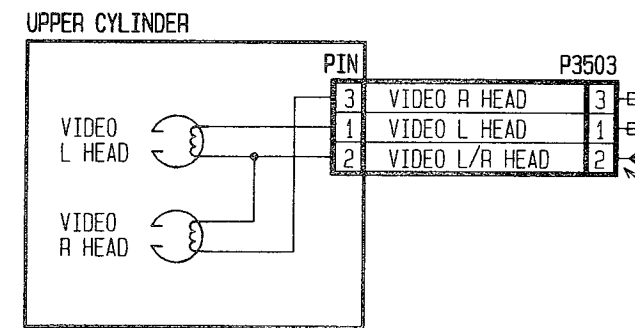 UPPER CYLINDER
PIN P3503
3 VIDEO R HEAD 3
1 VIDEO L HEAD 1
2 VIDEO L/R HEAD 2
VIDEO
L HEAD
VIDEO
R HEAD